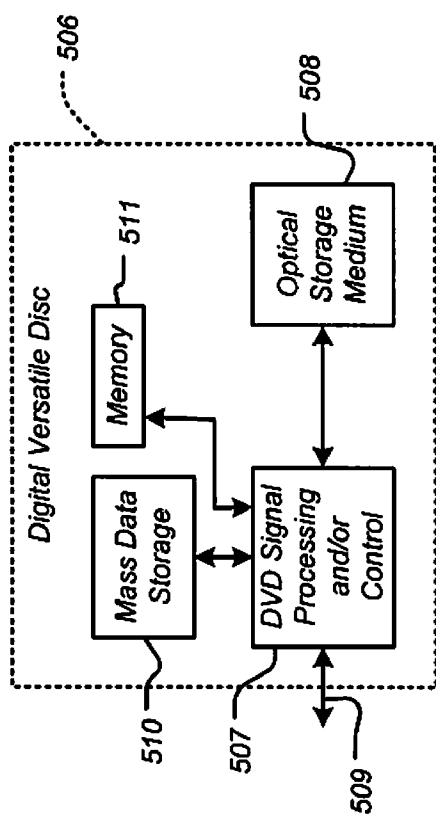 506
Digital Versatile Disc
511
Memory
Mass Data
Storage
510
508
Optical
Storage
Medium
DVD Signal
Processing
and/or
Control
507
509